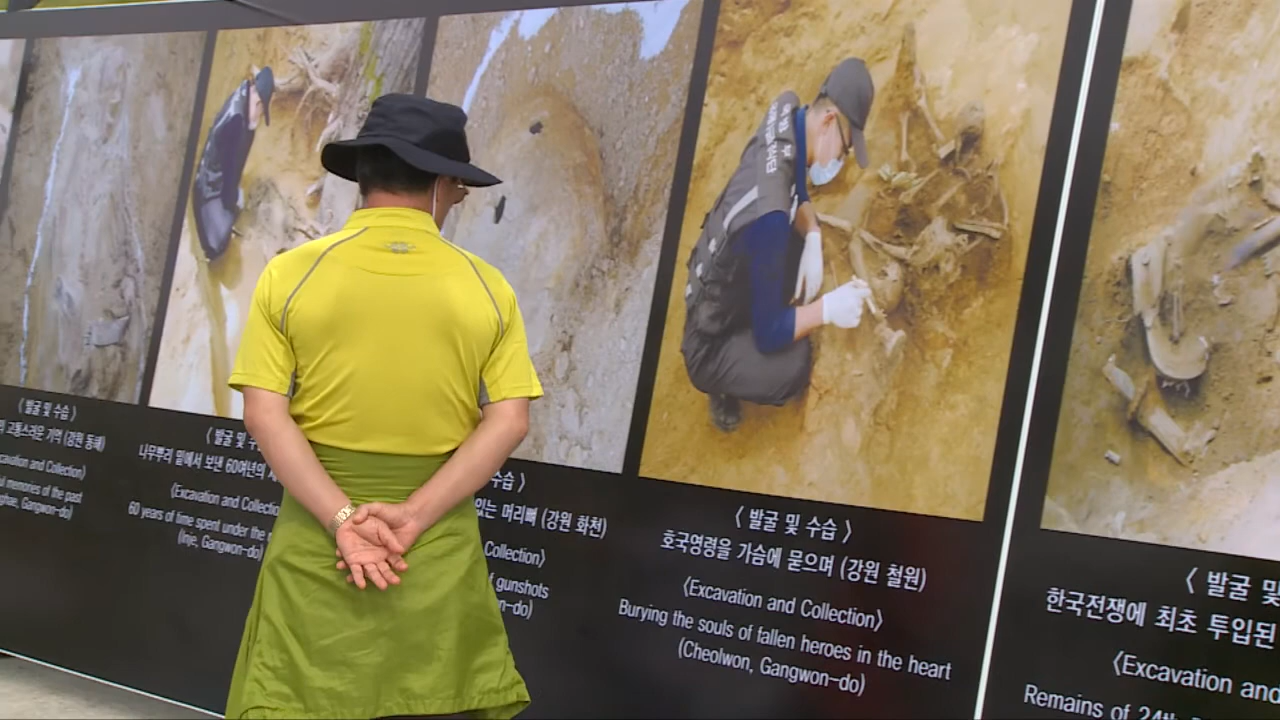 〈 발굴 및 수습 〉
고통스러운 기억 (강원 동해)
and Collection〉
memories of the past
Gangwon-do)
〈 발굴 및
나무뿌리 밑에서 보낸 60여년의
〈Excavation and Collection
60 years of time spent under the
(Inje, Gangwon-do)
수습 〉
있는 머리뼈 (강원 화천)
Collection〉
gunshots
〈 발굴 및 수습 〉
호국영령을 가슴에 묻으며 (강원 철원)
〈Excavation and Collection〉
Burying the souls of fallen heroes in the heart
(Cheolwon, Gangwon-do)
〈 발굴 및
한국전쟁에 최초 투입된
〈Excavation and
Remains of 24th